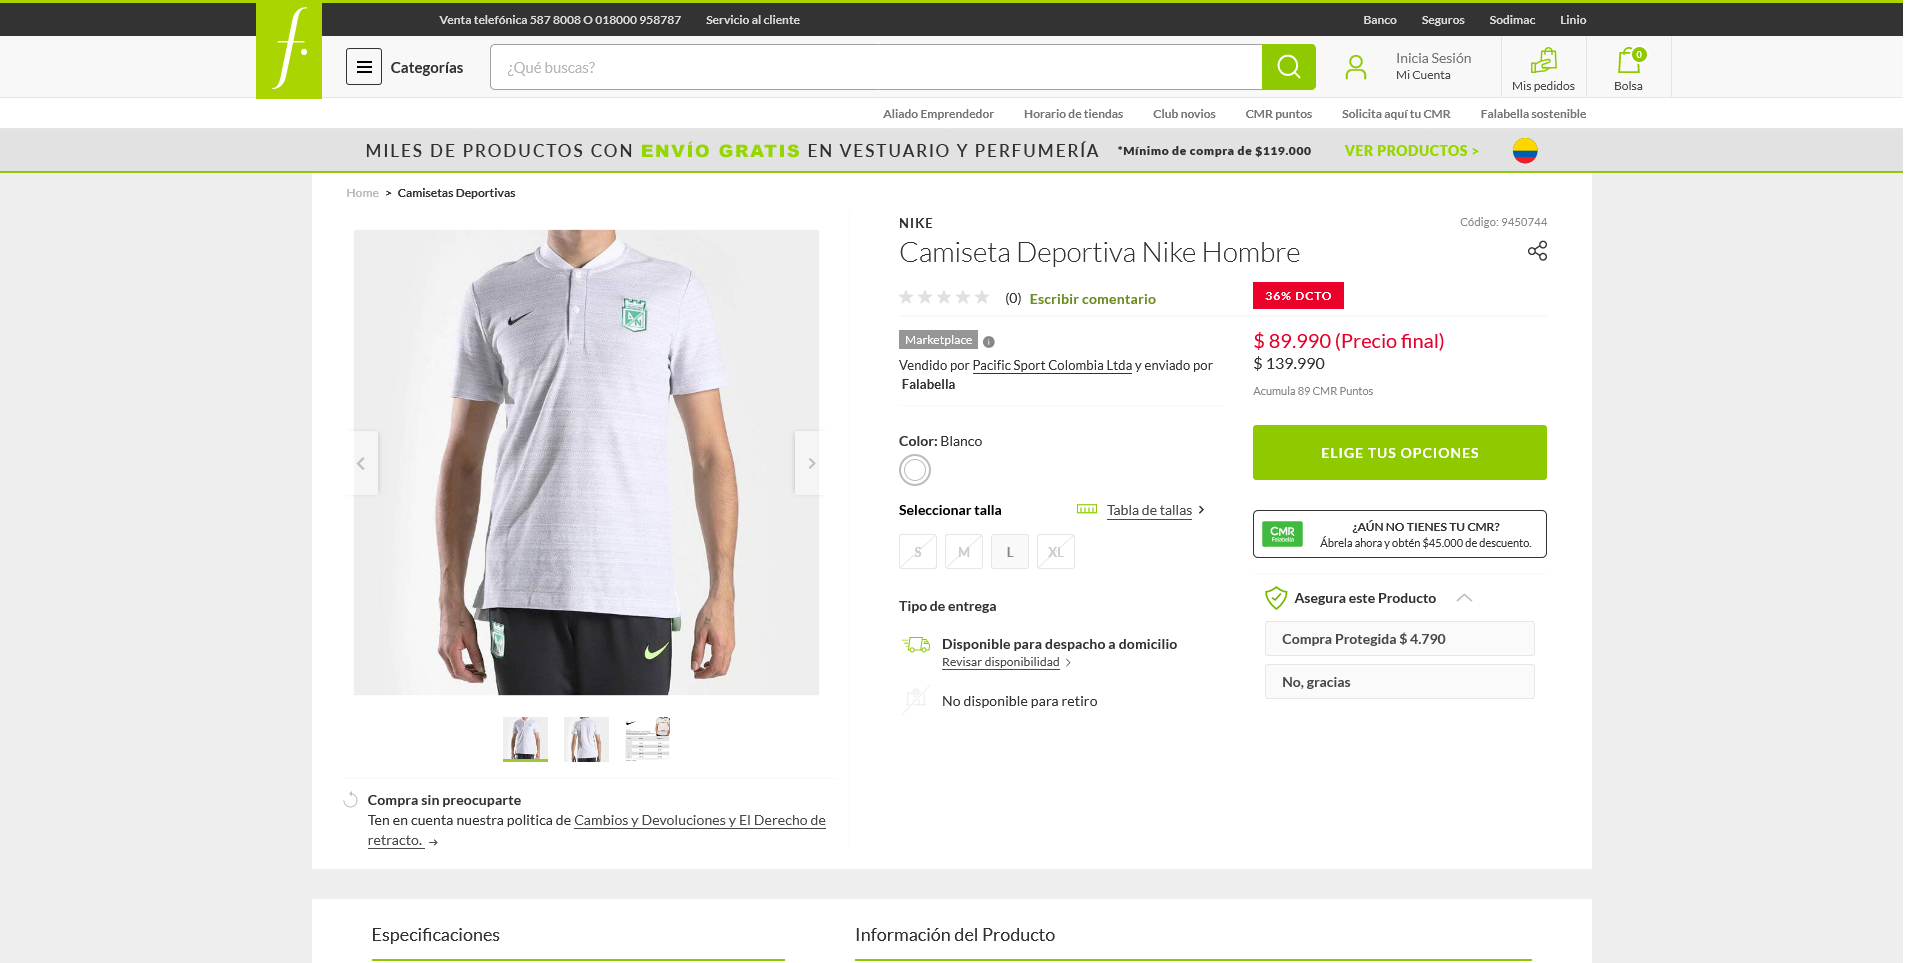 Venta telefónica 587 8008 O 018000 958787 Servicio al cliente Banco Seguros Sodimac Linio
f.
Categorías
¿Qué buscas?
Inicia Sesión
Mi Cuenta
Mis pedidos
0
Bolsa
Aliado Emprendedor Horario de tiendas Club novios CMR puntos Solicita aquí tu CMR Falabella sostenible
MILES DE PRODUCTOS CON ENVÍO GRATIS EN VESTUARIO Y PERFUMERÍA *Mínimo de compra de $119.000 VER PRODUCTOS >
Home > Camisetas Deportivas
NIKE
Código: 9450744
Camiseta Deportiva Nike Hombre
(0) Escribir comentario
36% DCTO
Marketplace
Vendido por Pacific Sport Colombia Ltda y enviado por
Falabella
$ 89.990 (Precio final)
$ 139.990
Acumula 89 CMR Puntos
Color: Blanco
ELIGE TUS OPCIONES
Seleccionar talla
Tabla de tallas >
S M L XL
CMR
Falabella
¿AÚN NO TIENES TU CMR?
Ábrela ahora y obtén $45.000 de descuento.
Tipo de entrega
Disponible para despacho a domicilio
Revisar disponibilidad >
No disponible para retiro
Asegura este Producto
Compra Protegida $ 4.790
No, gracias
Compra sin preocuparte
Ten en cuenta nuestra politica de Cambios y Devoluciones y El Derecho de
retracto. →
Especificaciones
Información del Producto